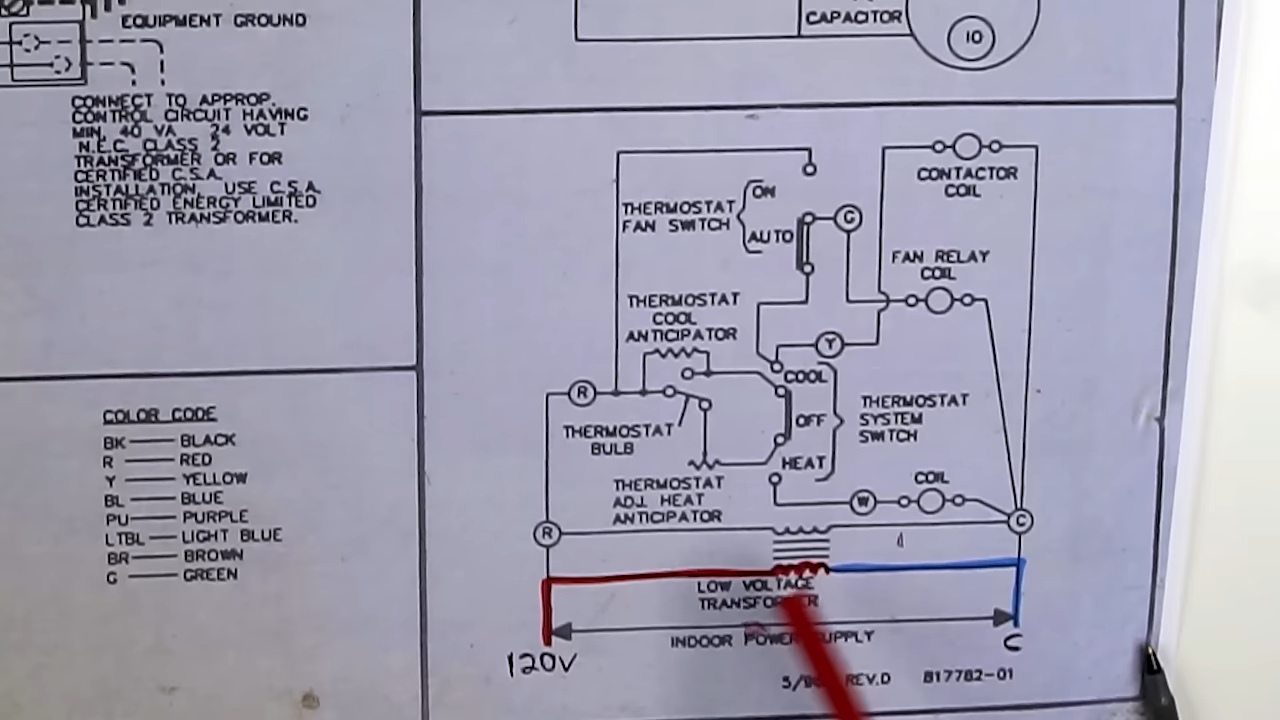 EQUIPMENT GROUND
CONNECT TO APPROP.
CONTROL CIRCUIT HAVING
MIN. 40 VA 24 VOLT
N.E.C. CLASS 2
TRANSFORMER OR FOR
CERTIFIED C.S.A.
INSTALLATION, USE C.S.A.
CERTIFIED ENERGY LIMITED
CLASS 2 TRANSFORMER.
COLOR CODE
BK — BLACK
R — RED
Y — YELLOW
BL — BLUE
PU — PURPLE
LTBL — LIGHT BLUE
BR — BROWN
G — GREEN
CAPACITOR
10
CONTACTOR
COIL
THERMOSTAT
FAN SWITCH
ON
AUTO
G
FAN RELAY
COIL
THERMOSTAT
COOL
ANTICIPATOR
Y
R
COOL
OFF
HEAT
THERMOSTAT
SYSTEM
SWITCH
THERMOSTAT
BULB
THERMOSTAT
ADJ. HEAT
ANTICIPATOR
COIL
W
R
C
LOW VOLTAGE
INDOOR POWER SUPPLY
120V
C
REV.D 817782-01